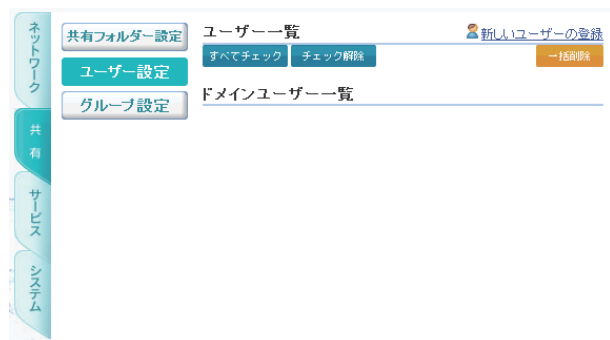 ネットワーク
共有
サービス
システム
共有フォルダー設定
ユーザー設定
グループ設定
ユーザー一覧
新しいユーザーの登録
すべてチェック
チェック解除
一括削除
ドメインユーザー一覧